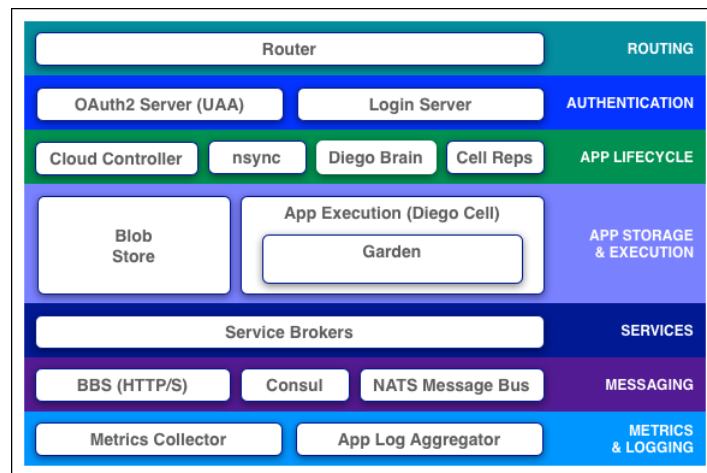 Router
ROUTING
OAuth2 Server (UAA)
Login Server
AUTHENTICATION
Cloud Controller
nsync
Diego Brain
Cell Reps
APP LIFECYCLE
Blob
Store
App Execution (Diego Cell)
Garden
APP STORAGE
& EXECUTION
Service Brokers
SERVICES
BBS (HTTP/S)
Consul
NATS Message Bus
MESSAGING
Metrics Collector
App Log Aggregator
METRICS
& LOGGING